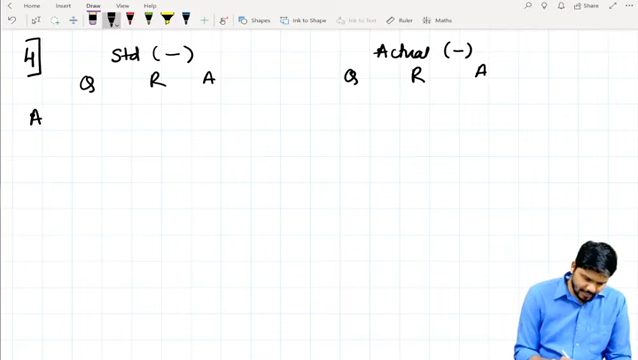 Home Insert Draw View Help
Share
Shapes Ink to Shape Ink to Text Ruler Maths
4] Std (—) Actual (—)
Q R A Q R A
A